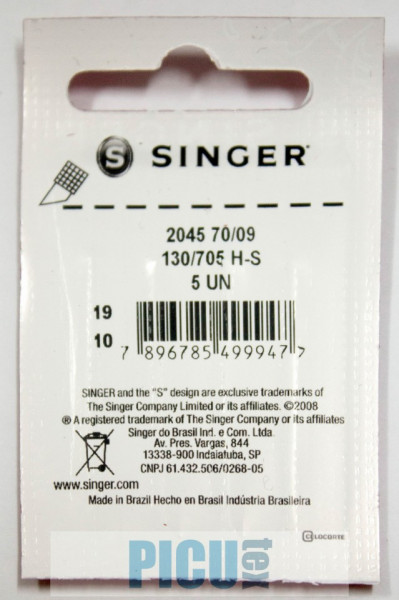 S SINGER
2045 70/09
130/705 H-S
5 UN
19
10
7 896785 499947
SINGER and the "S" design are exclusive trademarks of
The Singer Company Limited or its affiliates. ©2008
® A registered trademark of The Singer Company or its affiliates
Singer do Brasil Ind. e Com. Ltda.
Av. Pres. Vargas, 844
13338-900 Indaiatuba, SP
CNPJ 61.432.506/0268-05
www.singer.com
Made in Brazil Hecho en Brasil Indústria Brasileira
CELOCORTE
PICU tex